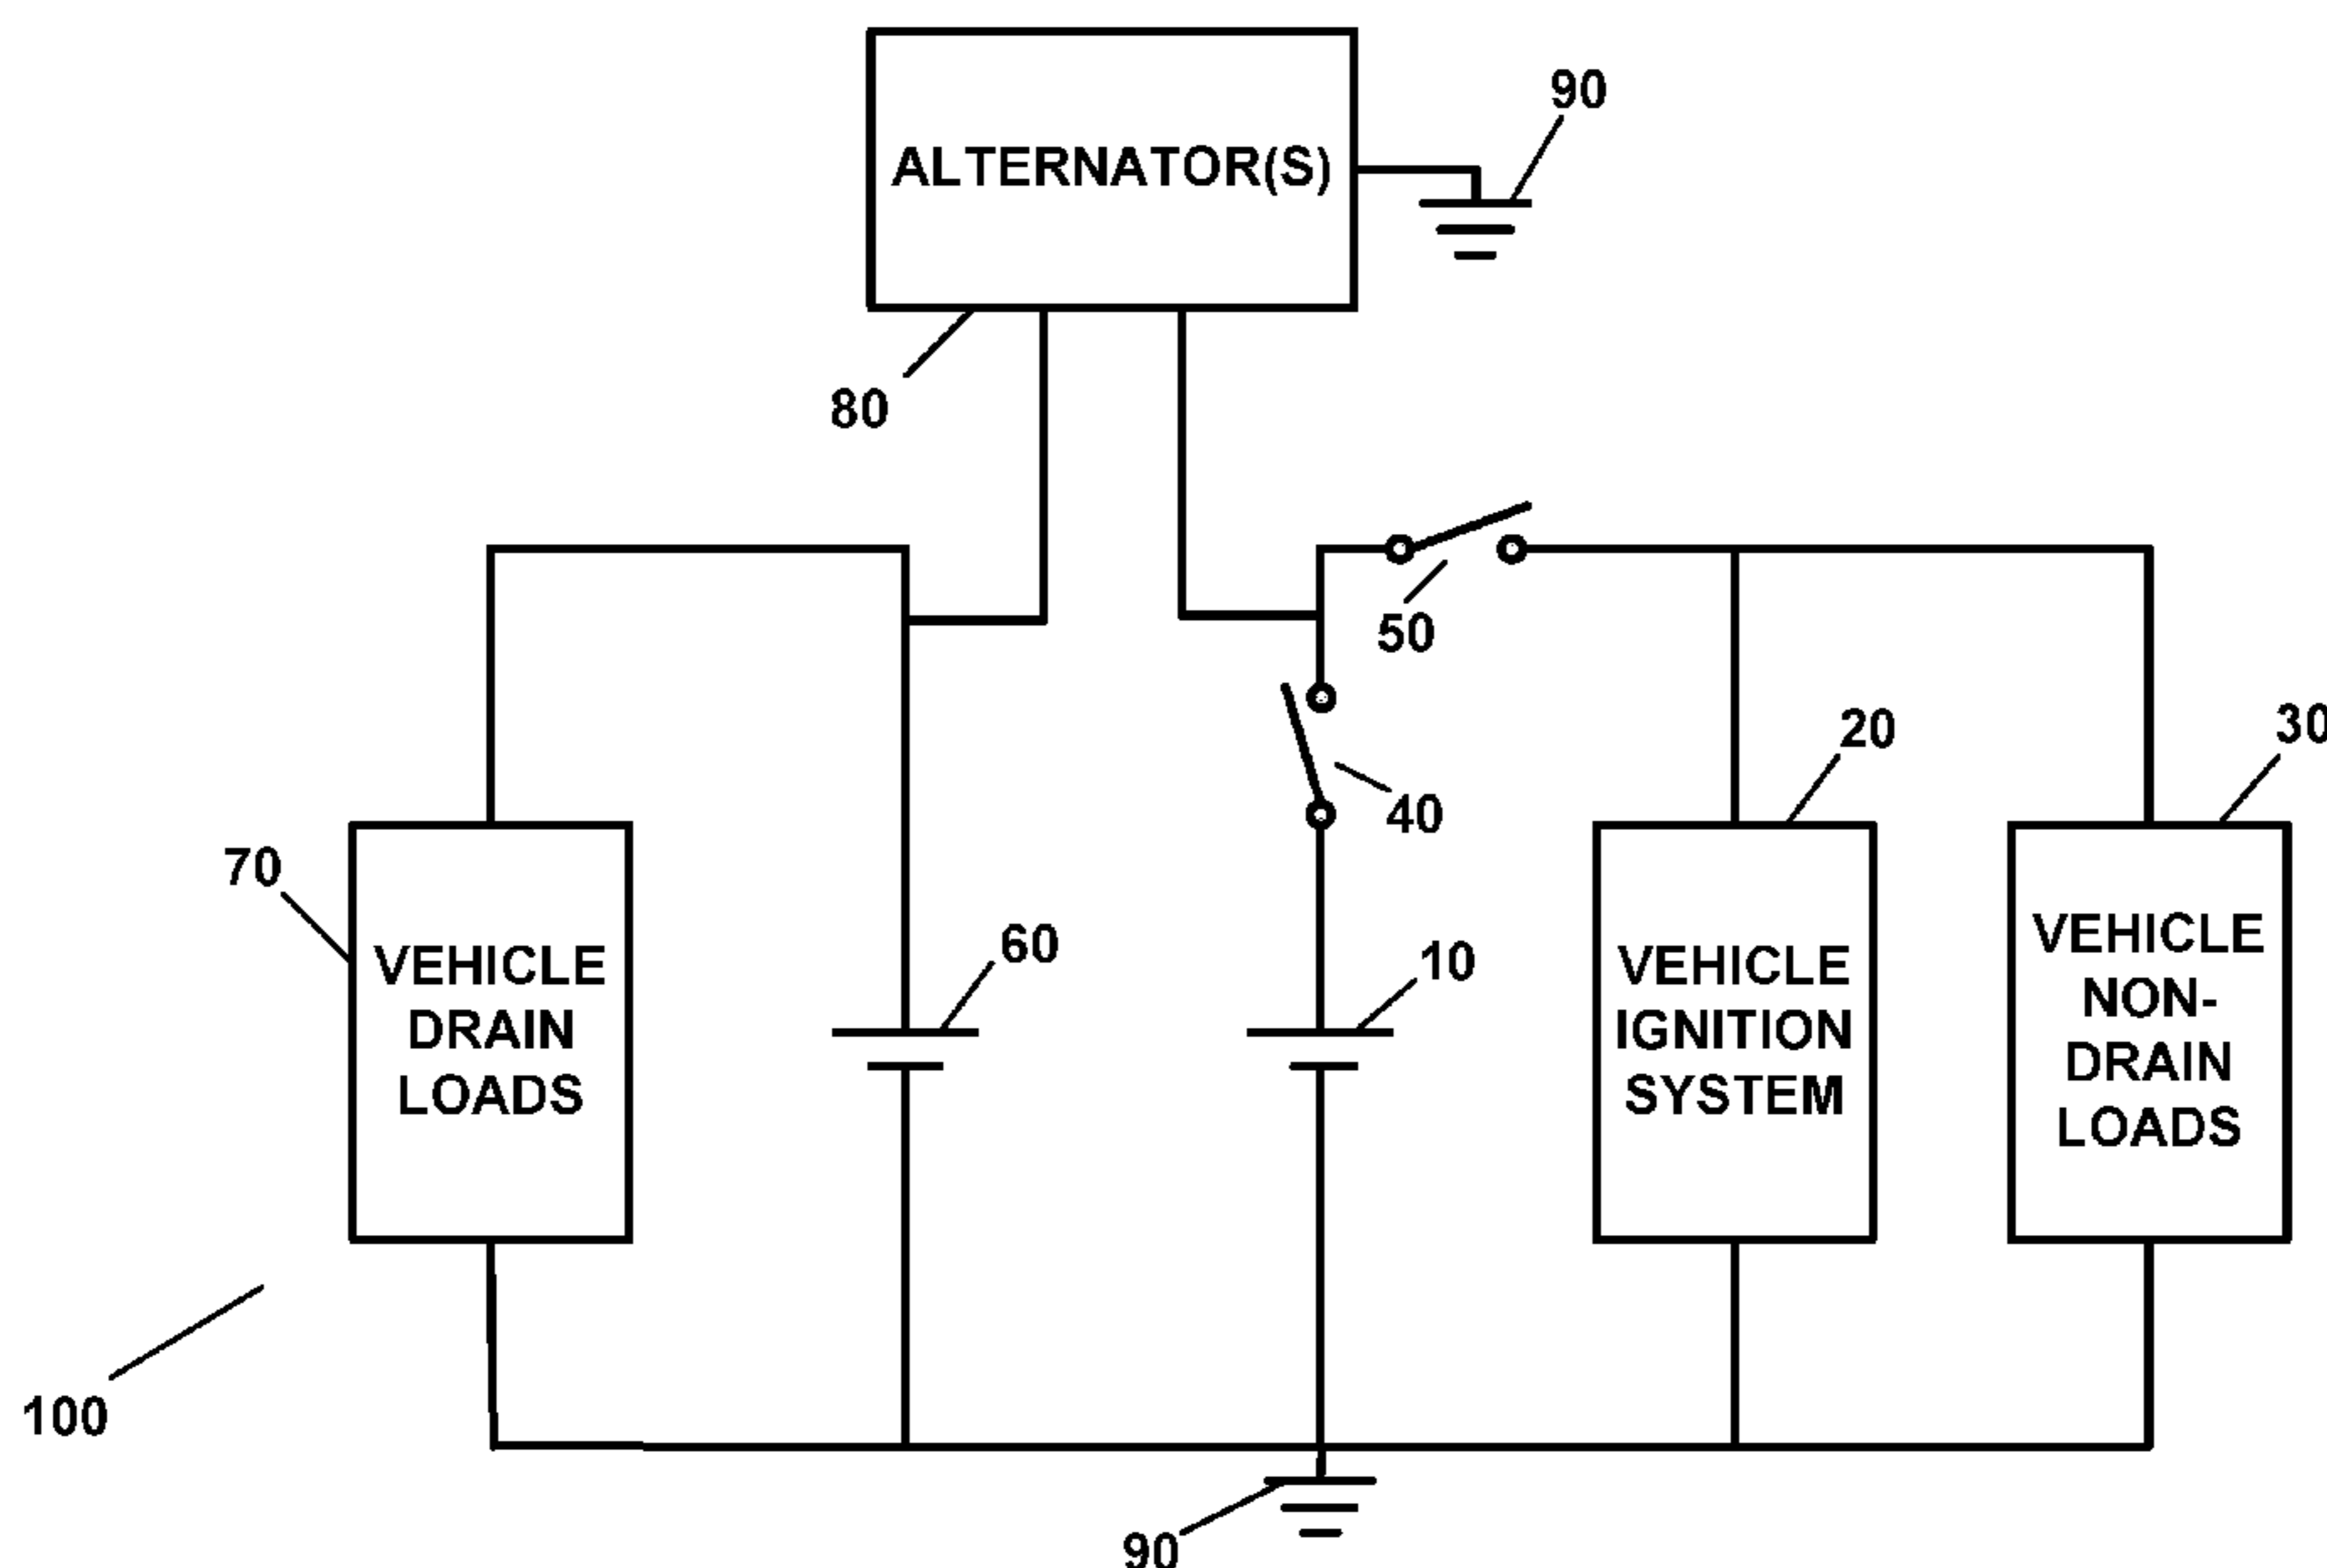 90
ALTERNATOR(S)
80
50
20
30
40
70
60
10
VEHICLE
DRAIN
LOADS
VEHICLE
IGNITION
SYSTEM
VEHICLE
NON-
DRAIN
LOADS
100
90